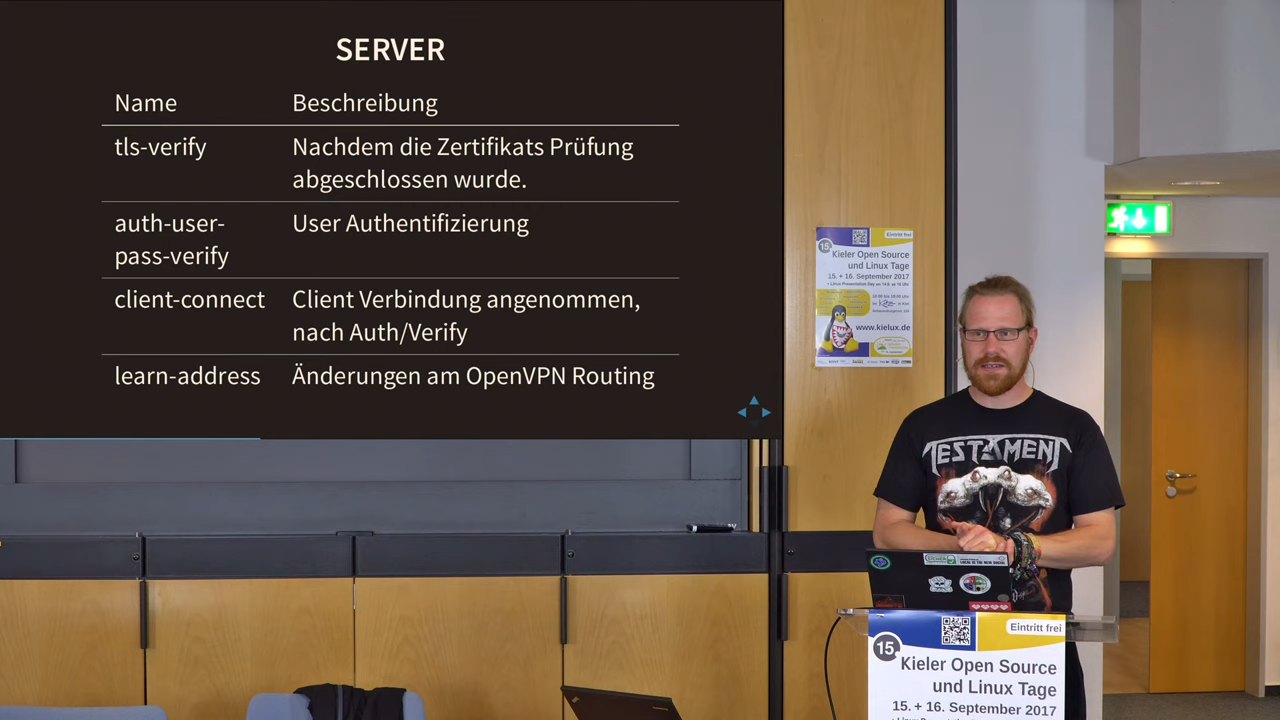 SERVER
Name Beschreibung
tls-verify Nachdem die Zertifikats Prüfung
abgeschlossen wurde.
auth-user- User Authentifizierung
pass-verify
client-connect Client Verbindung angenommen,
nach Auth/Verify
learn-address Änderungen am OpenVPN Routing
Eintritt frei
15.
Kieler Open Source
und Linux Tage
15. + 16. September 2017
www.kielux.de
TESTAMENT
Eintritt frei
15.
Kieler Open Source
und Linux Tage
15. + 16. September 2017